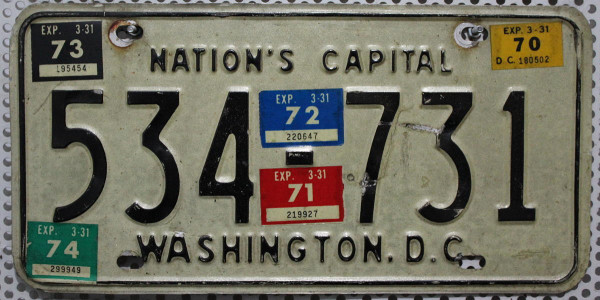 EXP. 3-31
73
195454
EXP. 3-31
70
D.C. 180502
NATION'S CAPITAL
534-731
EXP. 3-31
72
220647
EXP. 3-31
71
219927
EXP. 3-31
74
299949
WASHINGTON, D.C.